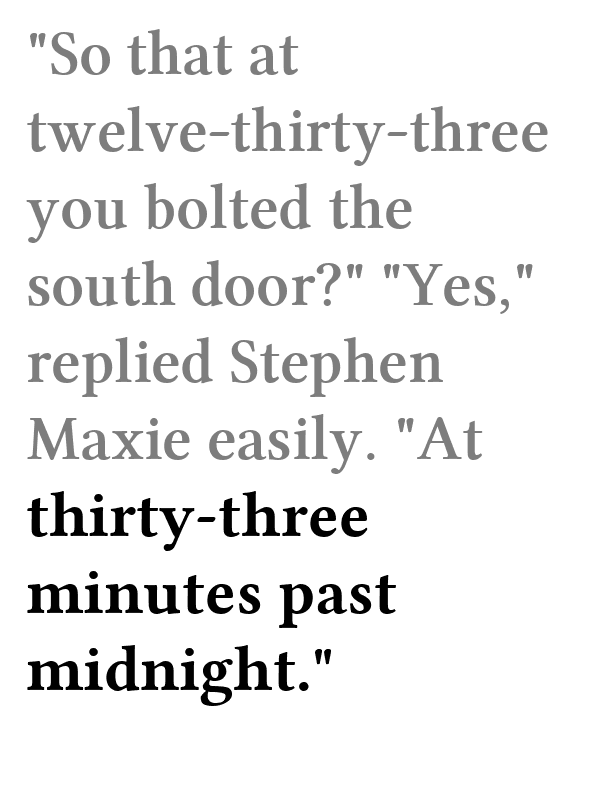 "So that at
twelve-thirty-three
you bolted the
south door?" "Yes,"
replied Stephen
Maxie easily. "At
thirty-three
minutes past
midnight."